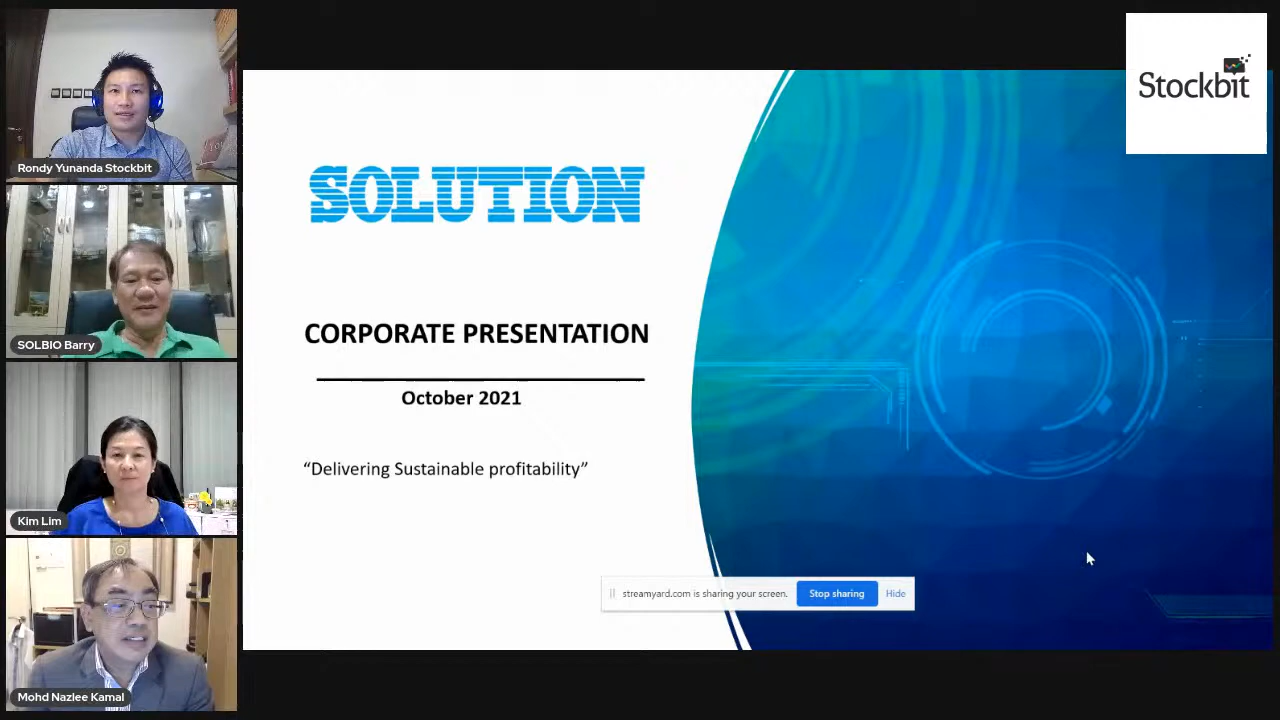 Rondy Yunanda Stockbit
SOLBIO Barry
Kim Lim
Mohd Nazlee Kamal
SOLUTION
CORPORATE PRESENTATION
October 2021
“Delivering Sustainable profitability”
streamyard.com is sharing your screen.
Stop sharing
Hide
Stockbit